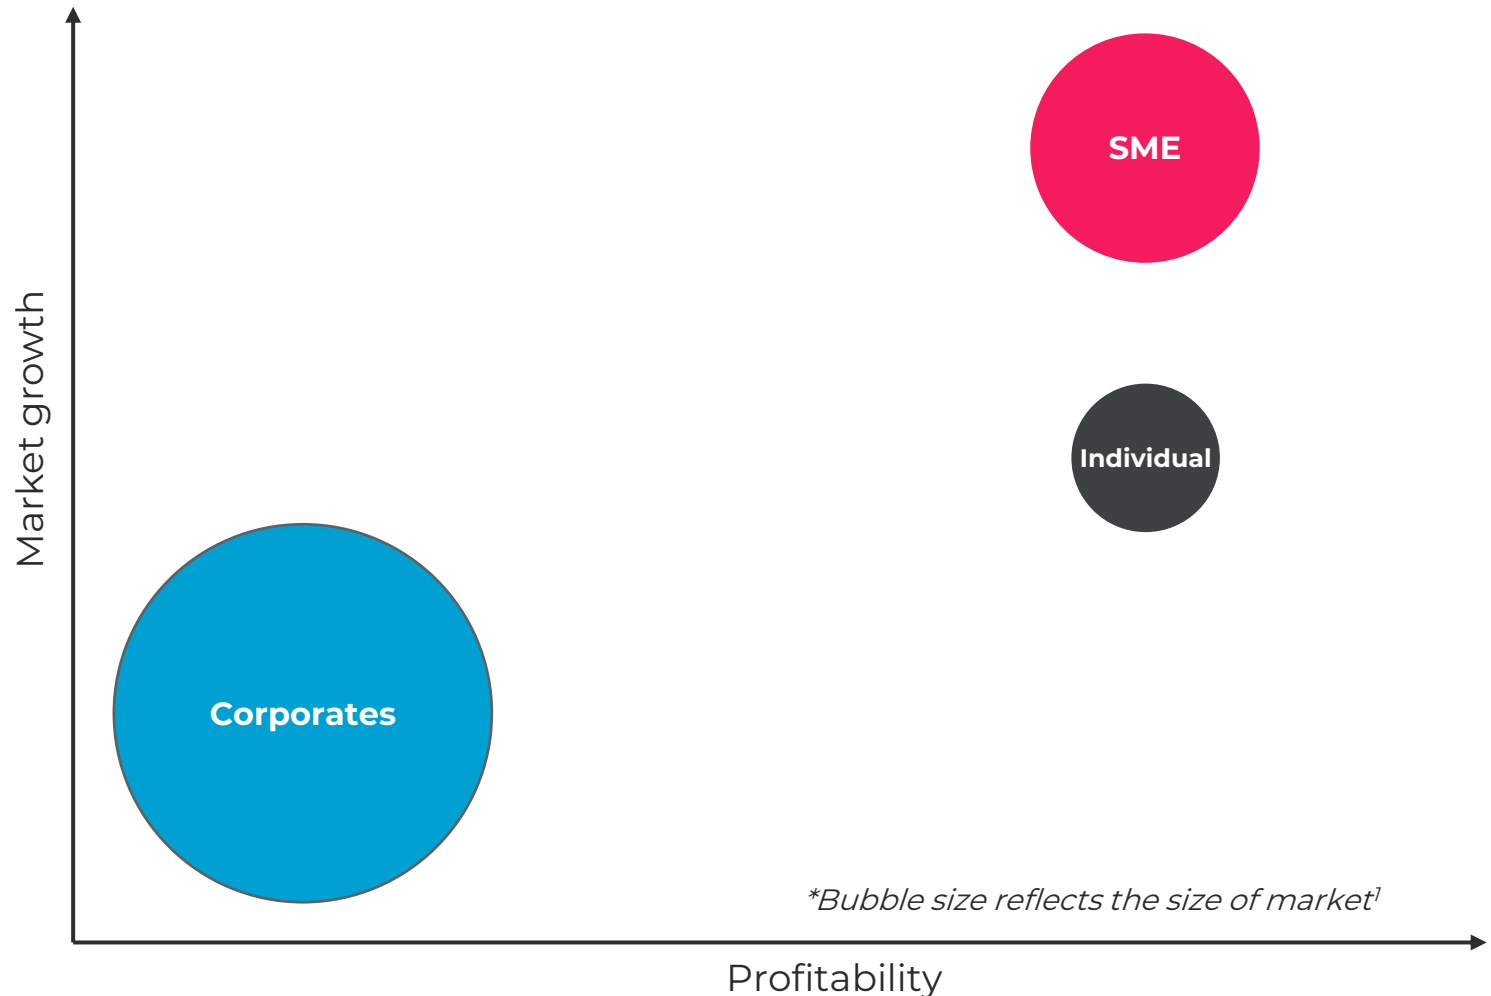 SME
Market growth
Individual
Corporates
*Bubble size reflects the size of market¹
Profitability